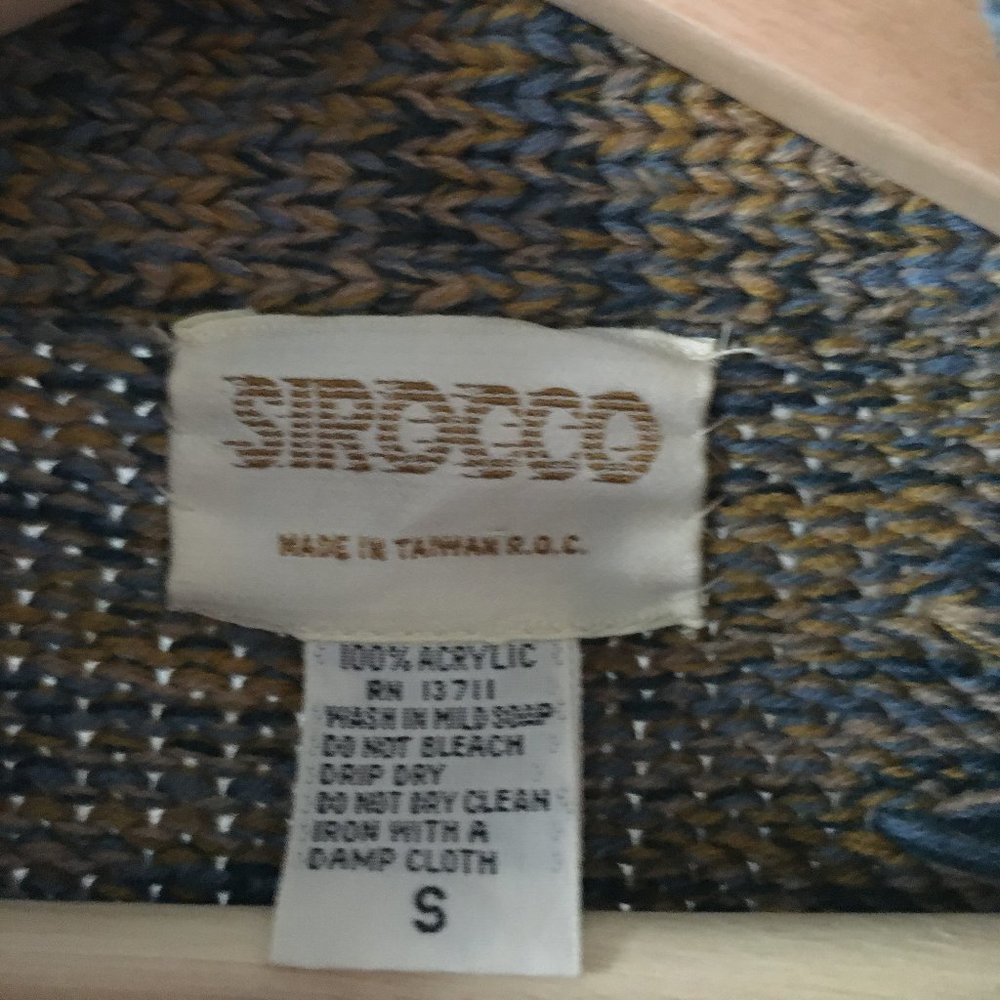 SIROCCO
MADE IN TAIWAN R.O.C.
100% ACRYLIC
RN 13711
WASH IN MILD SOAP
DO NOT BLEACH
DRIP DRY
DO NOT DRY CLEAN
IRON WITH A
DAMP CLOTH
S